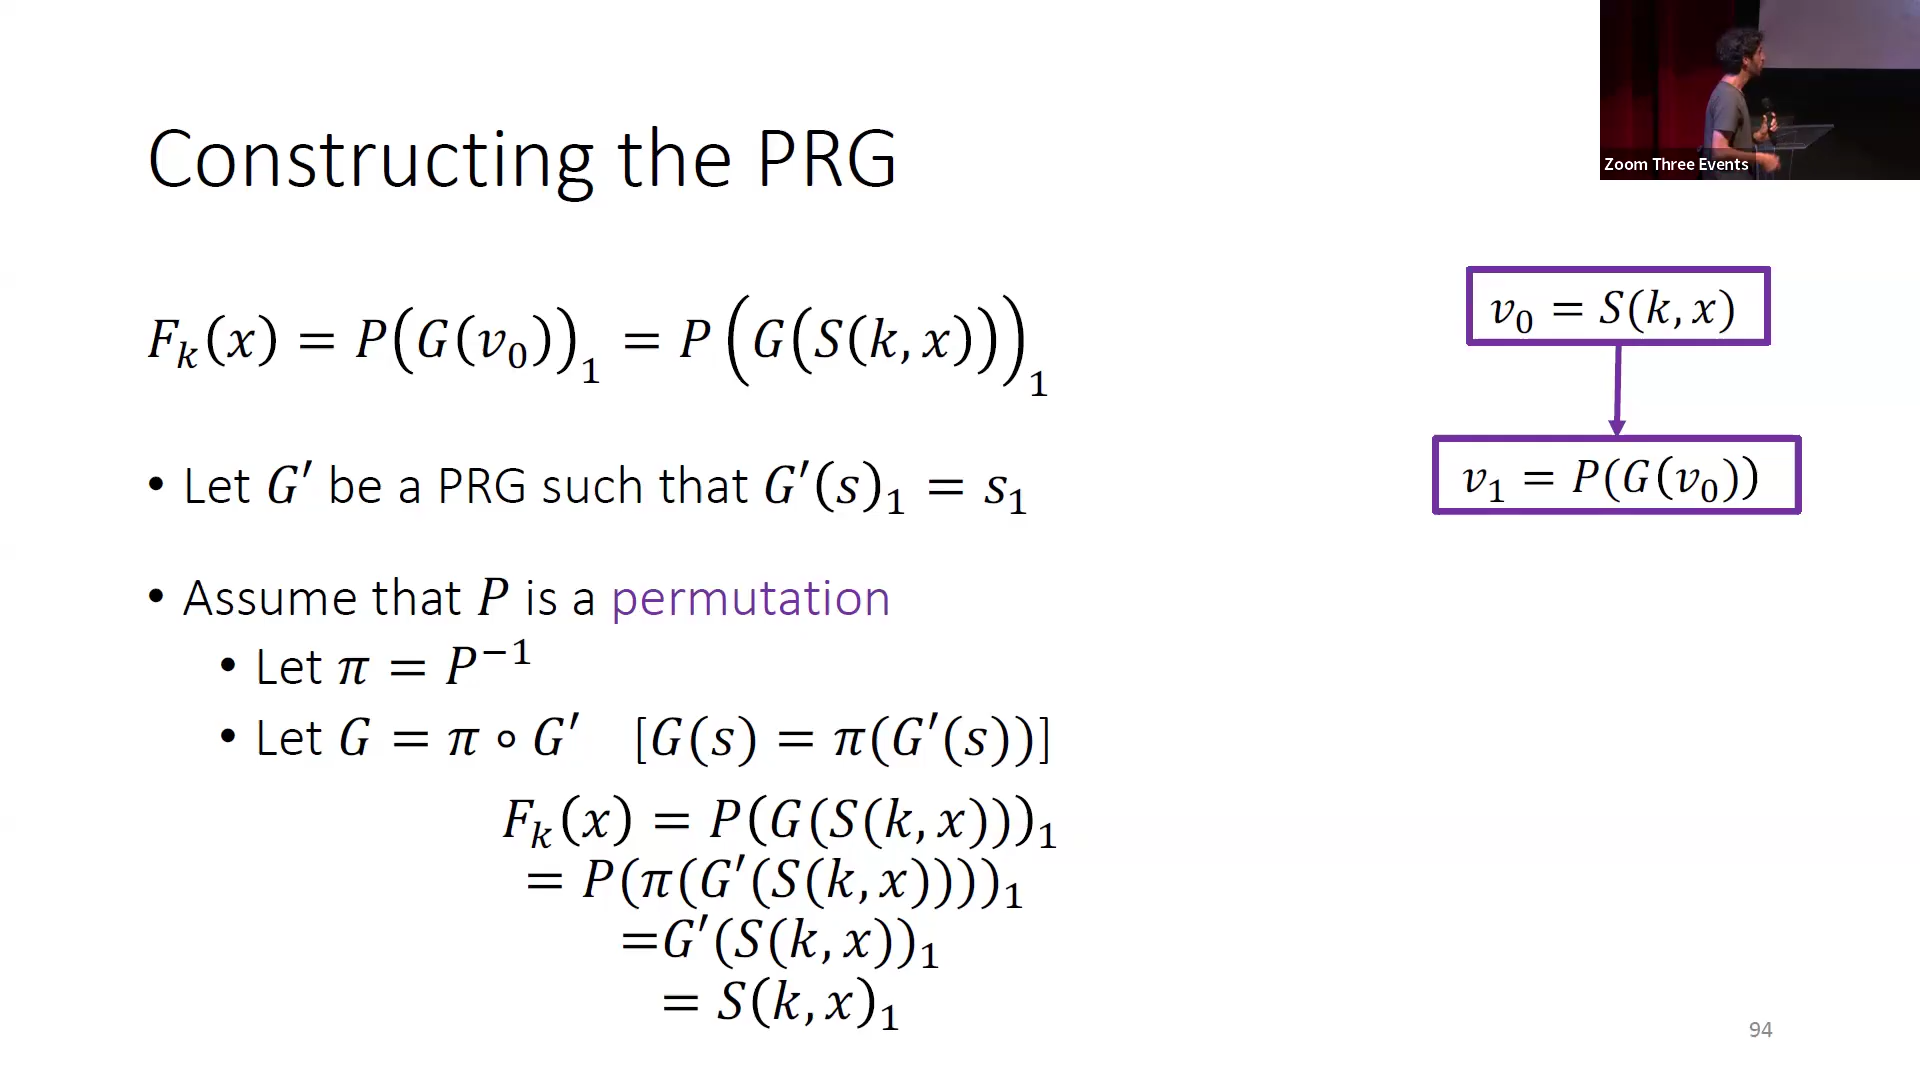 Zoom Three Events
Constructing the PRG
F_k(x) = P(G(v_0))_1 = P(G(S(k, x)))_1
v_0 = S(k, x)
v_1 = P(G(v_0))
• Let G′ be a PRG such that G′(s)_1 = s_1
• Assume that P is a permutation
• Let π = P^{−1}
• Let G = π ∘ G′ [G(s) = π(G′(s))]
F_k(x) = P(G(S(k, x)))_1
= P(π(G′(S(k, x))))_1
=G′(S(k, x))_1
= S(k, x)_1
94